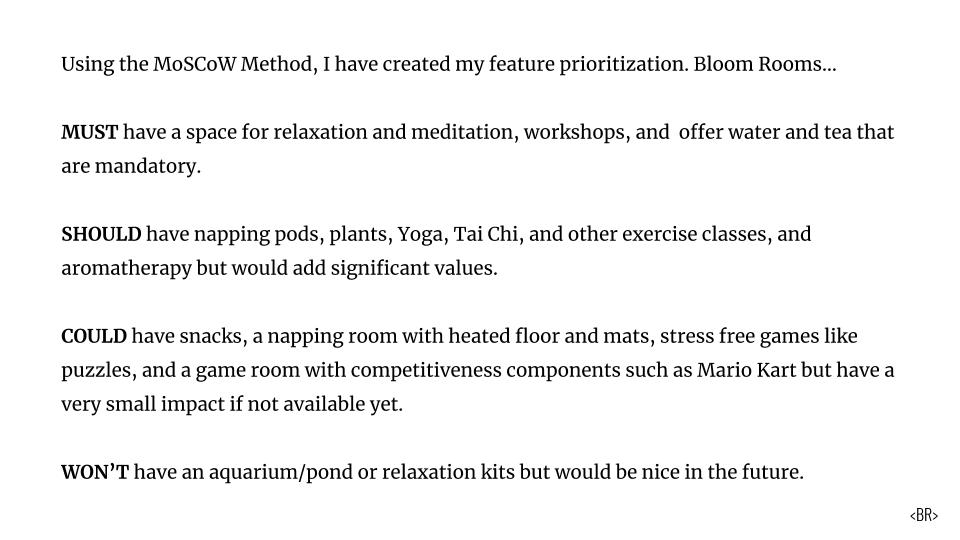 Using the MoSCoW Method, I have created my feature prioritization. Bloom Rooms...
MUST have a space for relaxation and meditation, workshops, and  offer water and tea that
are mandatory.
SHOULD have napping pods, plants, Yoga, Tai Chi, and other exercise classes, and
aromatherapy but would add significant values.
COULD have snacks, a napping room with heated floor and mats, stress free games like
puzzles, and a game room with competitiveness components such as Mario Kart but have a
very small impact if not available yet.
WON’T have an aquarium/pond or relaxation kits but would be nice in the future.
<BR>